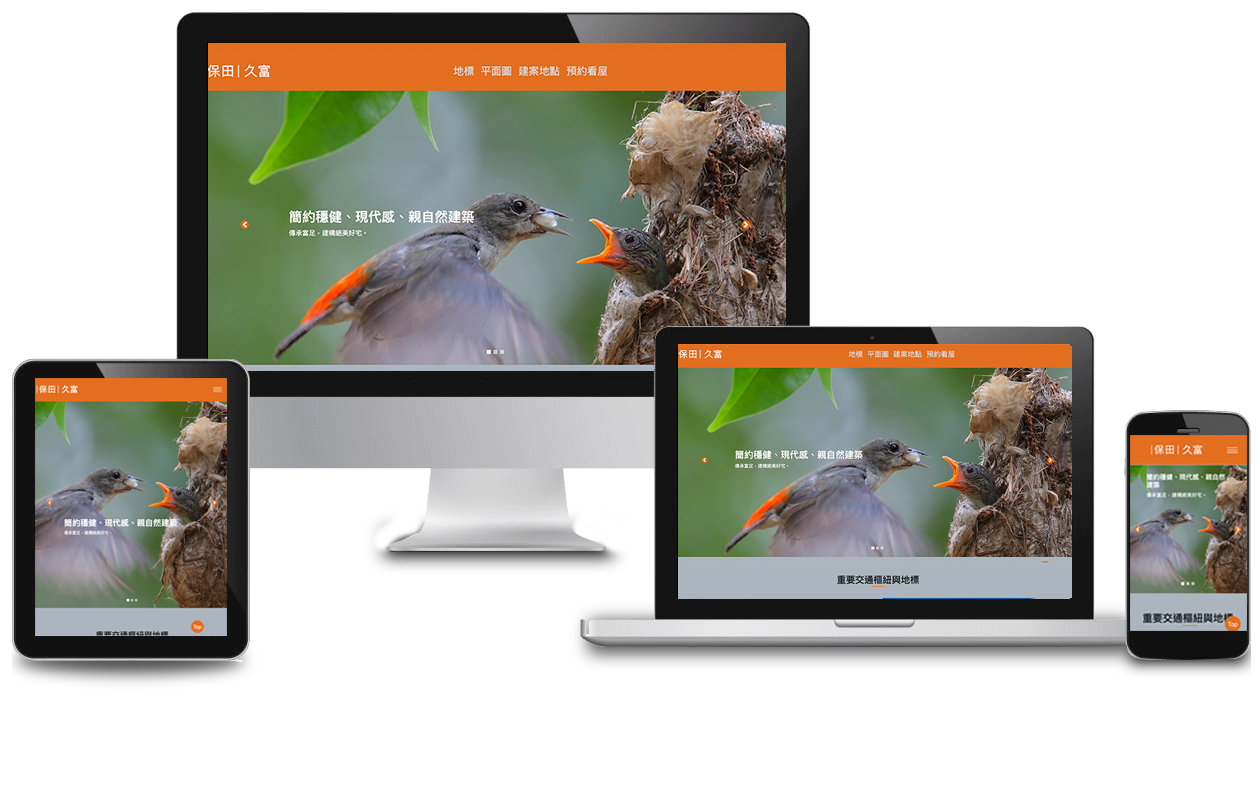 保田|久富
地標 平面圖 建案地點 預約看屋
簡約穩健、現代感、親自然建築
傳承富足，建構絕美好宅。
|保田|久富
簡約穩健、現代感、親自然建築
傳承富足，建構絕美好宅。
重要交通樞紐與地標
Top
保田|久富
地標 平面圖 建案地點 預約看屋
簡約穩健、現代感、親自然建築
傳承富足，建構絕美好宅。
重要交通樞紐與地標
|保田|久富
簡約穩健、現代感、親自然
建築
傳承富足，建構絕美好宅。
重要交通樞紐與地標
Top